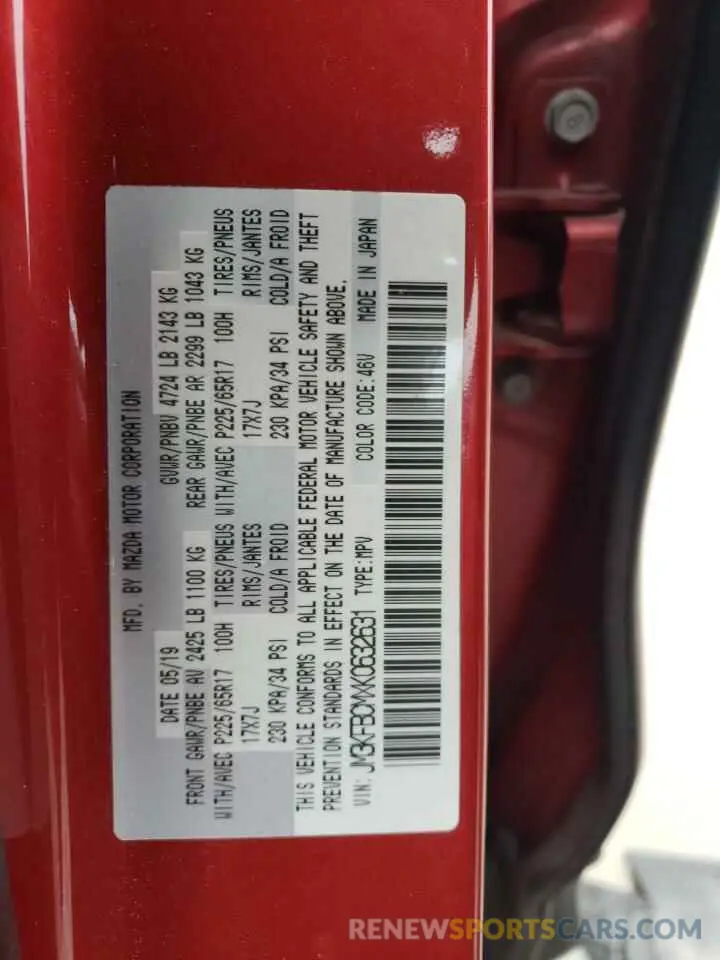 MFD. BY MAZDA MOTOR CORPORATION
DATE 05/19 GVWR/PNBV 4724 LB 2143 KG
FRONT GAWR/PNBE AV 2425 LB 1100 KG REAR GAWR/PNBE AR 2299 LB 1043 KG
WITH/AVEC P225/65R17 100H TIRES/PNEUS WITH/AVEC P225/65R17 100H TIRES/PNEUS
17X7J RIMS/JANTES 17X7J RIMS/JANTES
230 KPA/34 PSI COLD/A FROID 230 KPA/34 PSI COLD/A FROID
THIS VEHICLE CONFORMS TO ALL APPLICABLE FEDERAL MOTOR VEHICLE SAFETY AND THEFT
PREVENTION STANDARDS IN EFFECT ON THE DATE OF MANUFACTURE SHOWN ABOVE.
VIN: JM3KFBCMXK0632631 TYPE:MPV COLOR CODE:46V MADE IN JAPAN
RENEWSPORTSCARS.COM